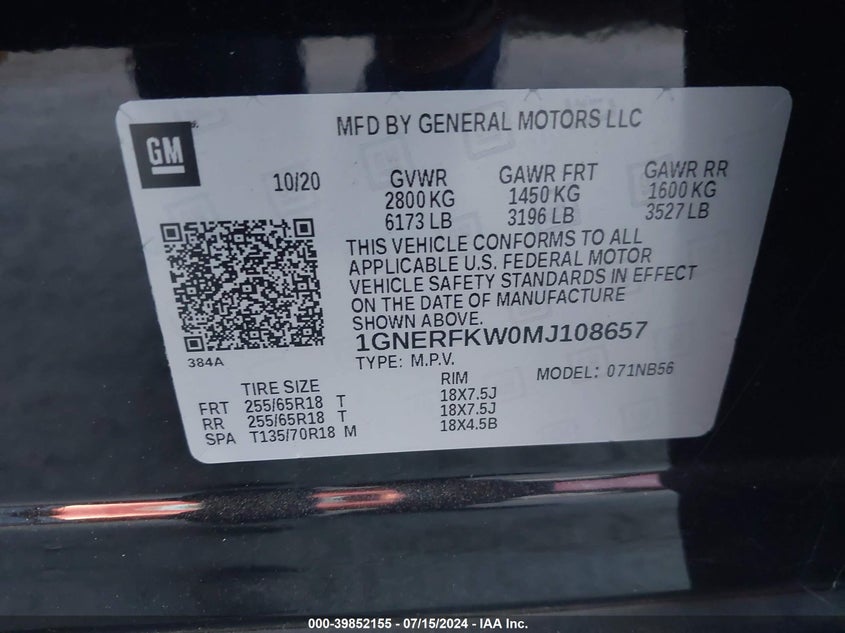 MFD BY GENERAL MOTORS LLC
GM
10/20
GVWR GAWR FRT GAWR RR
2800 KG 1450 KG 1600 KG
6173 LB 3196 LB 3527 LB
THIS VEHICLE CONFORMS TO ALL
APPLICABLE U.S. FEDERAL MOTOR
VEHICLE SAFETY STANDARDS IN EFFECT
ON THE DATE OF MANUFACTURE
SHOWN ABOVE.
1GNERFKW0MJ108657
384A
TYPE: M.P.V.
MODEL: 071NB56
TIRE SIZE RIM
FRT 255/65R18 T 18X7.5J
RR 255/65R18 T 18X7.5J
SPA T135/70R18 M 18X4.5B
000-39852155 - 07/15/2024 - IAA Inc.